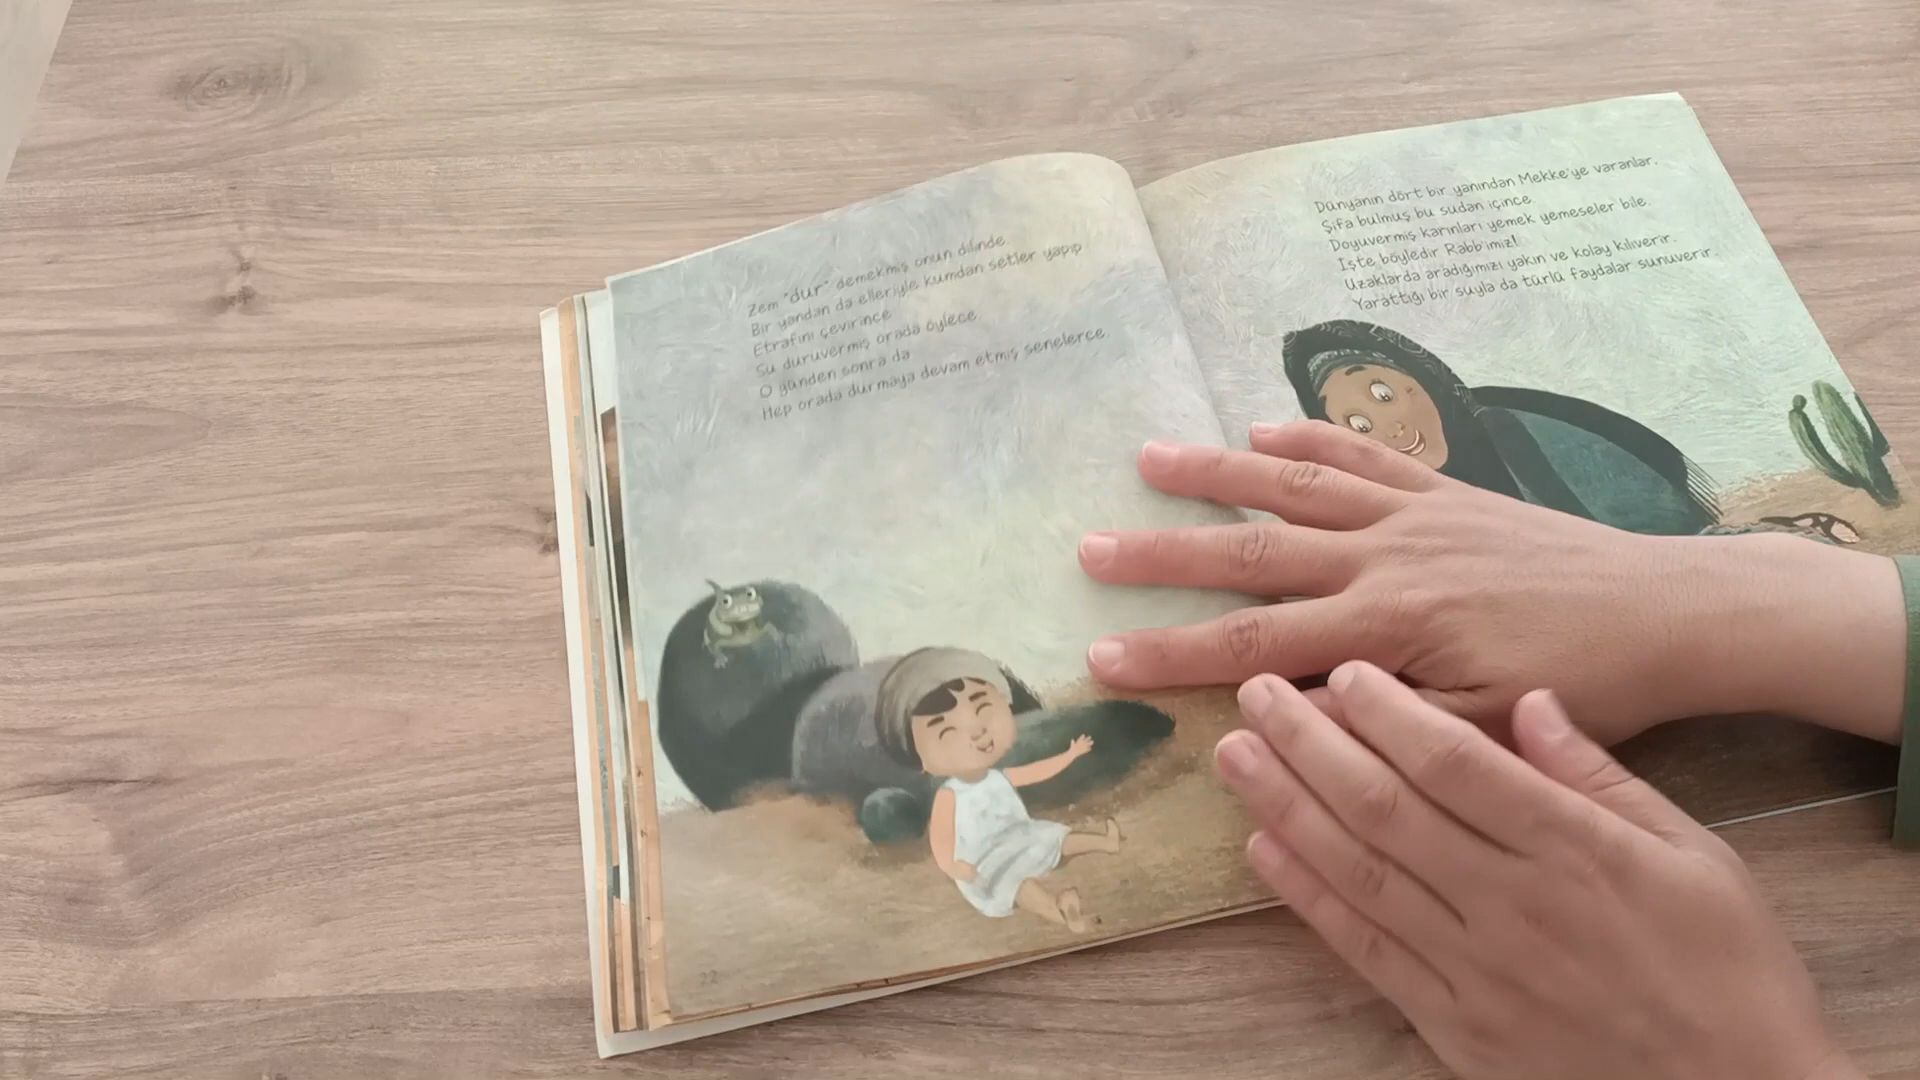 Zem "dur" demekmiş onun dilinde.
Bir yandan da elleriyle kumdan setler yapıp
Etrafını çevirince
Su duruvermiş orada öylece.
O günden sonra da
Hep orada durmaya devam etmiş senelerce.
22
Dünyanın dört bir yanından Mekke'ye varanlar.
Şifa bulmuş bu sudan içince.
Doyuvermiş karınları yemek yemeseler bile.
İşte böyledir Rabb'imiz!
Uzaklarda aradığımızı yakın ve kolay kılıverir.
Yarattığı bir suyla da türlü faydalar sunuverir.